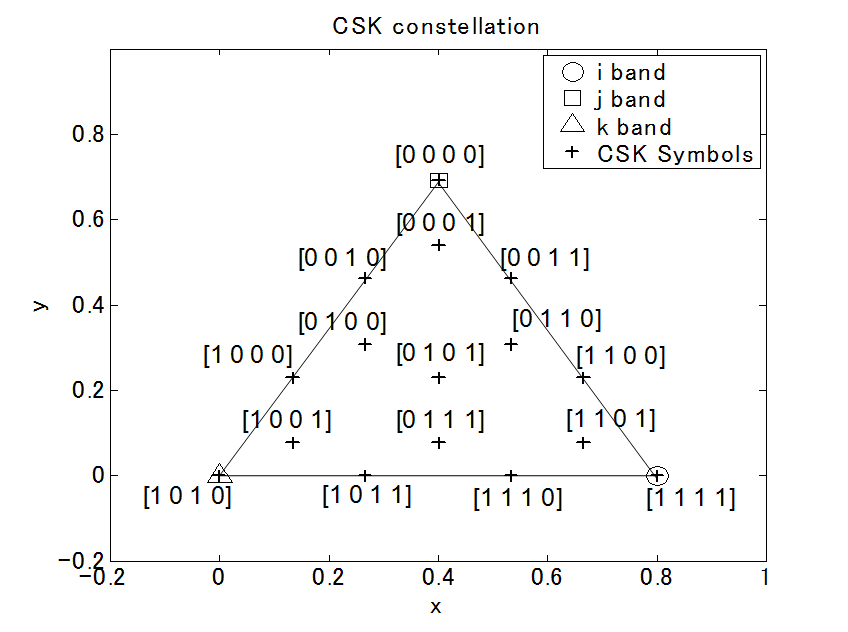 CSK constellation
i band
j band
k band
CSK Symbols
0.8
0.6
0.4
0.2
0
-0.2
y
[0 0 0 0]
[0 0 0 1]
[0 0 1 0]
[0 0 1 1]
[0 1 0 0]
[0 1 1 0]
[1 0 0 0]
[0 1 0 1]
[1 1 0 0]
[1 0 0 1]
[0 1 1 1]
[1 1 0 1]
[1 0 1 0]
[1 0 1 1]
[1 1 1 0]
[1 1 1 1]
-0.2 0 0.2 0.4 0.6 0.8 1
x